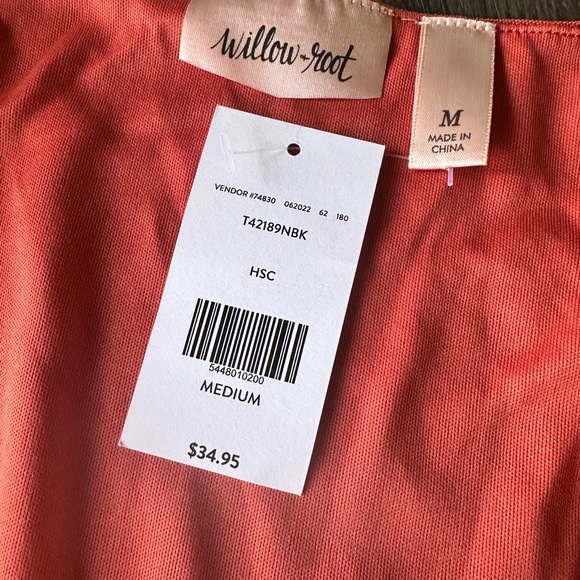 Willow + root
M
MADE IN
CHINA
VENDOR #74830 062022 62 180
T42189NBK
HSC
5448010200
MEDIUM
$34.95